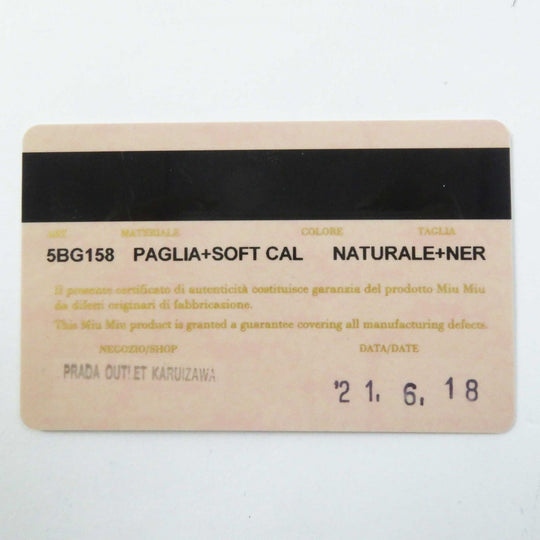 ART. MATERIALE COLORE TAGLIA
5BG158 PAGLIA+SOFT CAL NATURALE+NER
Il presente certificato di autenticità costituisce garanzia del prodotto Miu Miu
da difetti originari di fabbricazione.
This Miu Miu product is granted a guarantee covering all manufacturing defects.
NEGOZIO/SHOP DATA/DATE
PRADA OUTLET KARUIZAWA '21. 6. 18